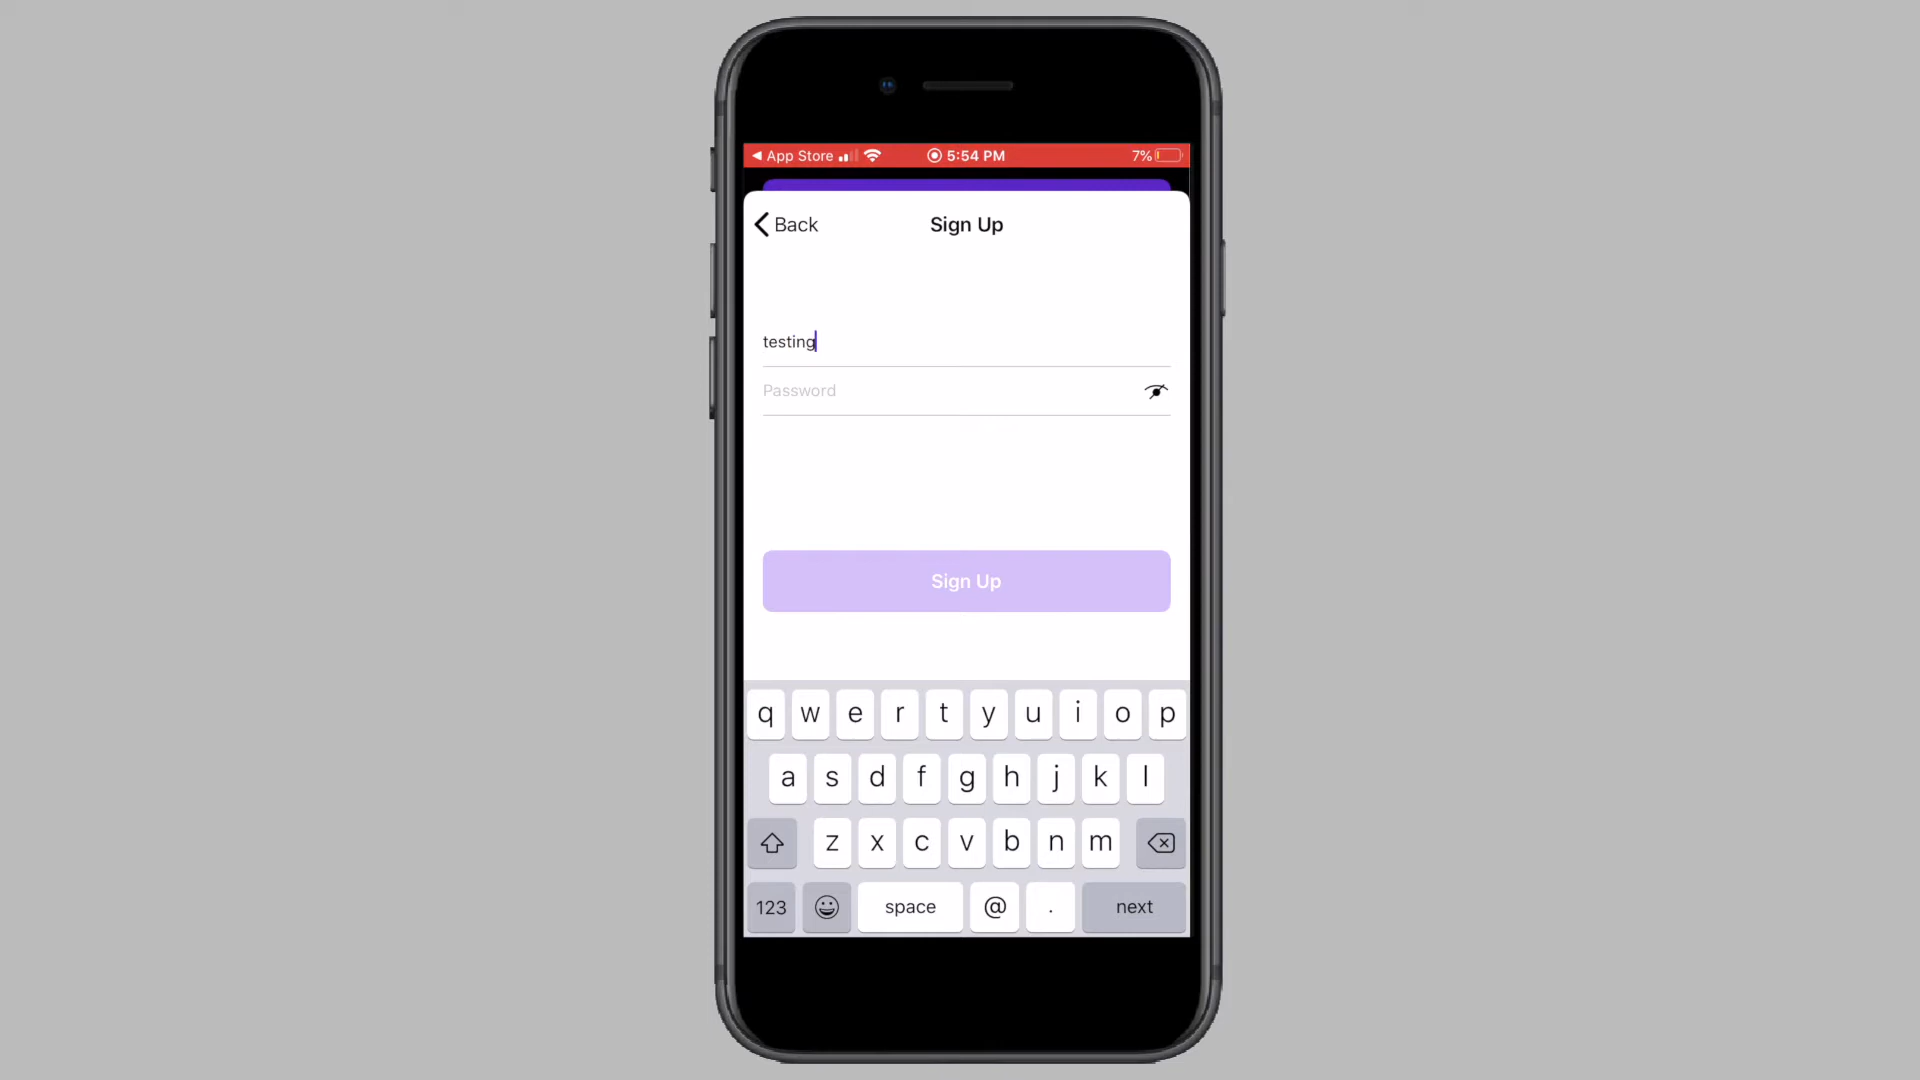 App Store 5:54 PM 7%
Back Sign Up
testing
Password
Sign Up
q w e r t y u i o p
a s d f g h j k l
z x c v b n m
123 space @ . next